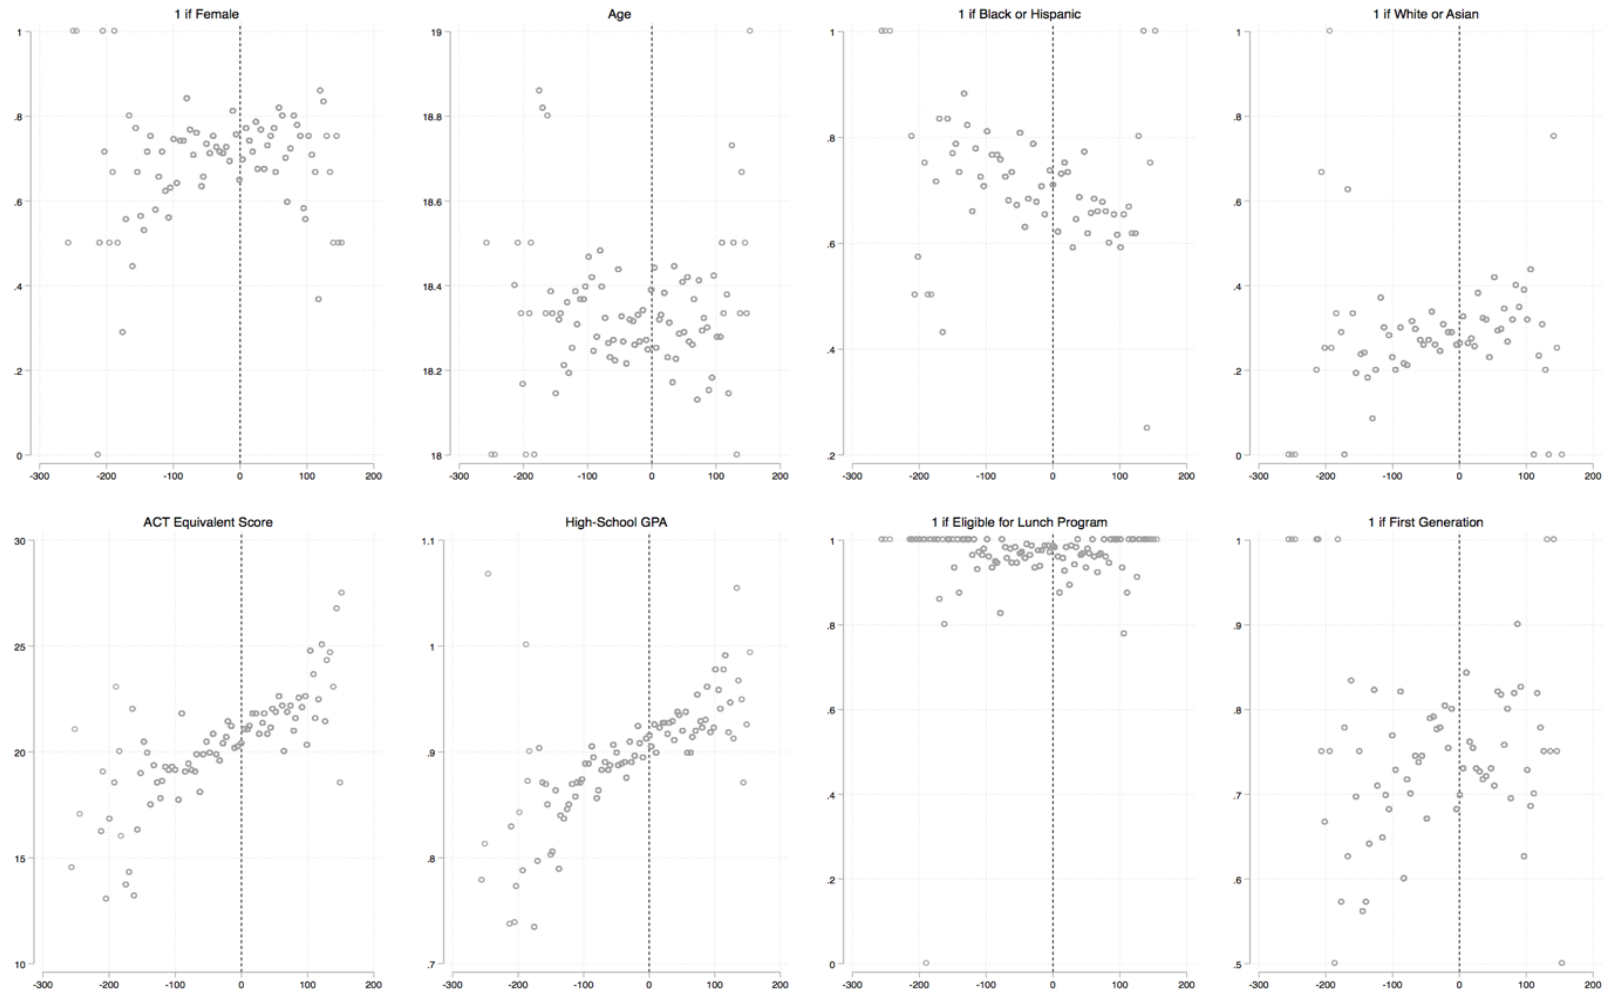 1 if Female
1
.8
.6
.4
.2
0
-300 -200 -100 0 100 200
Age
19
18.8
18.6
18.4
18.2
18
-300 -200 -100 0 100 200
1 if Black or Hispanic
1
.8
.6
.4
.2
-300 -200 -100 0 100 200
1 if White or Asian
1
.8
.6
.4
.2
0
-300 -200 -100 0 100 200
ACT Equivalent Score
30
25
20
15
10
-300 -200 -100 0 100 200
High-School GPA
1.1
1
.9
.8
.7
-300 -200 -100 0 100 200
1 if Eligible for Lunch Program
1
.8
.6
.4
.2
0
-300 -200 -100 0 100 200
1 if First Generation
1
.9
.8
.7
.6
.5
-300 -200 -100 0 100 200